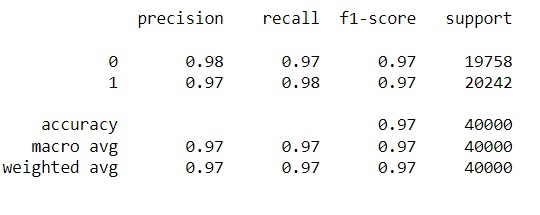 precision recall f1-score support
0 0.98 0.97 0.97 19758
1 0.97 0.98 0.97 20242
accuracy 0.97 40000
macro avg 0.97 0.97 0.97 40000
weighted avg 0.97 0.97 0.97 40000